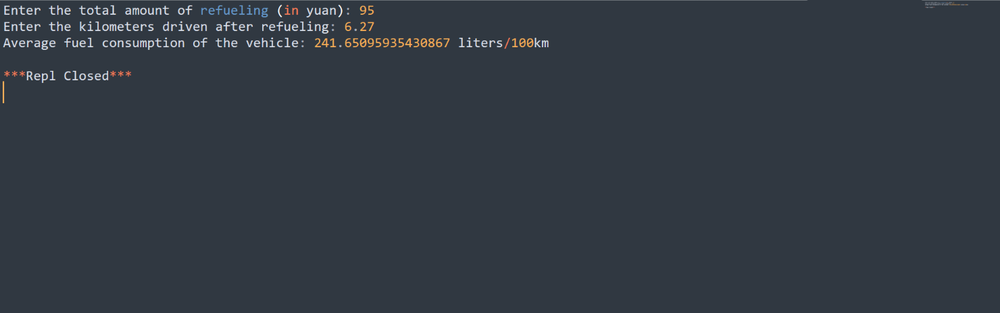 Enter the total amount of refueling (in yuan): 95
Enter the kilometers driven after refueling: 6.27
Average fuel consumption of the vehicle: 241.65095935430867 liters/100km
***Repl Closed***